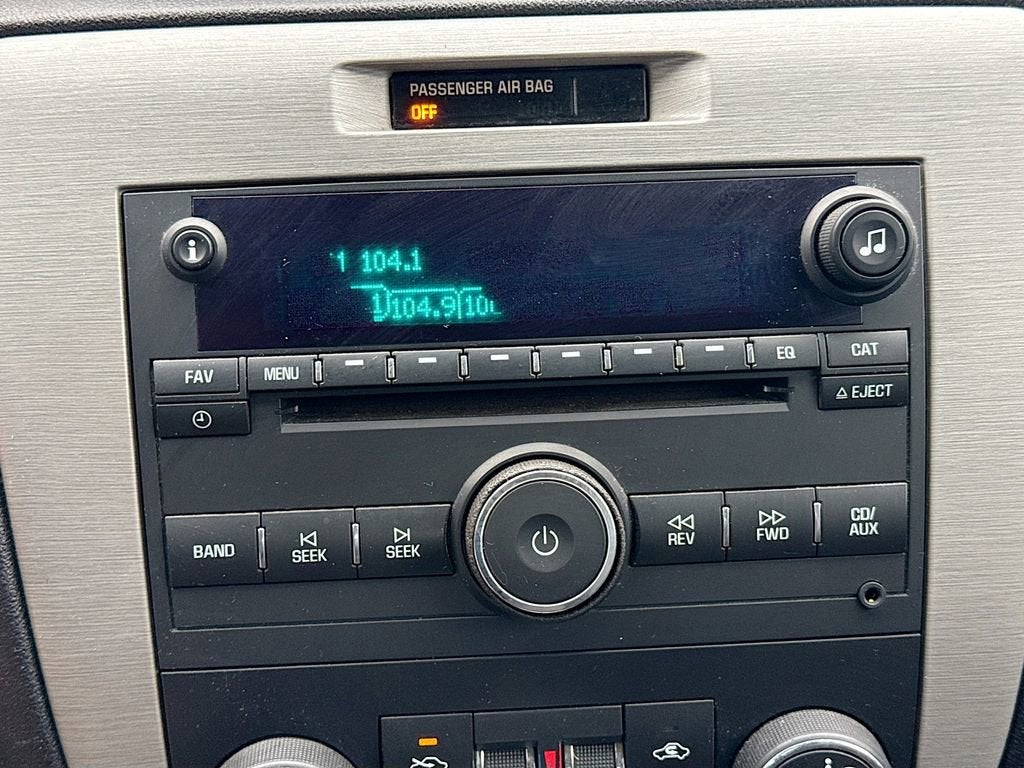 PASSENGER AIR BAG
OFF
i
1 104.1
1 104.9 10
FAV
MENU
EQ
CAT
EJECT
BAND
SEEK
SEEK
REV
FWD
CD/
AUX